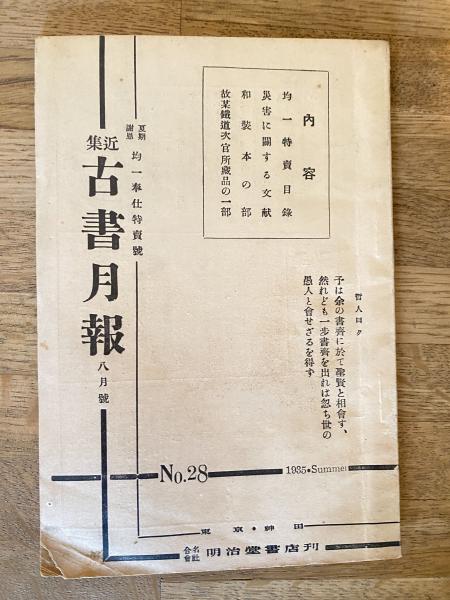 内容
均一特賣目錄
災害に關する文献
和裝本の部
故某鐵道次官所藏品の一部
哲人曰ク
予は余の書齊に於て聖賢と相會す、
然れども一步書齊を出れば忽ち世の
愚人と會せざるを得ず
夏期
謝恩
均一奉仕特賣號
近集
古書月報
八月號
No.28
1935・Summer
東京・神田
合名
會社
明治堂書店刊